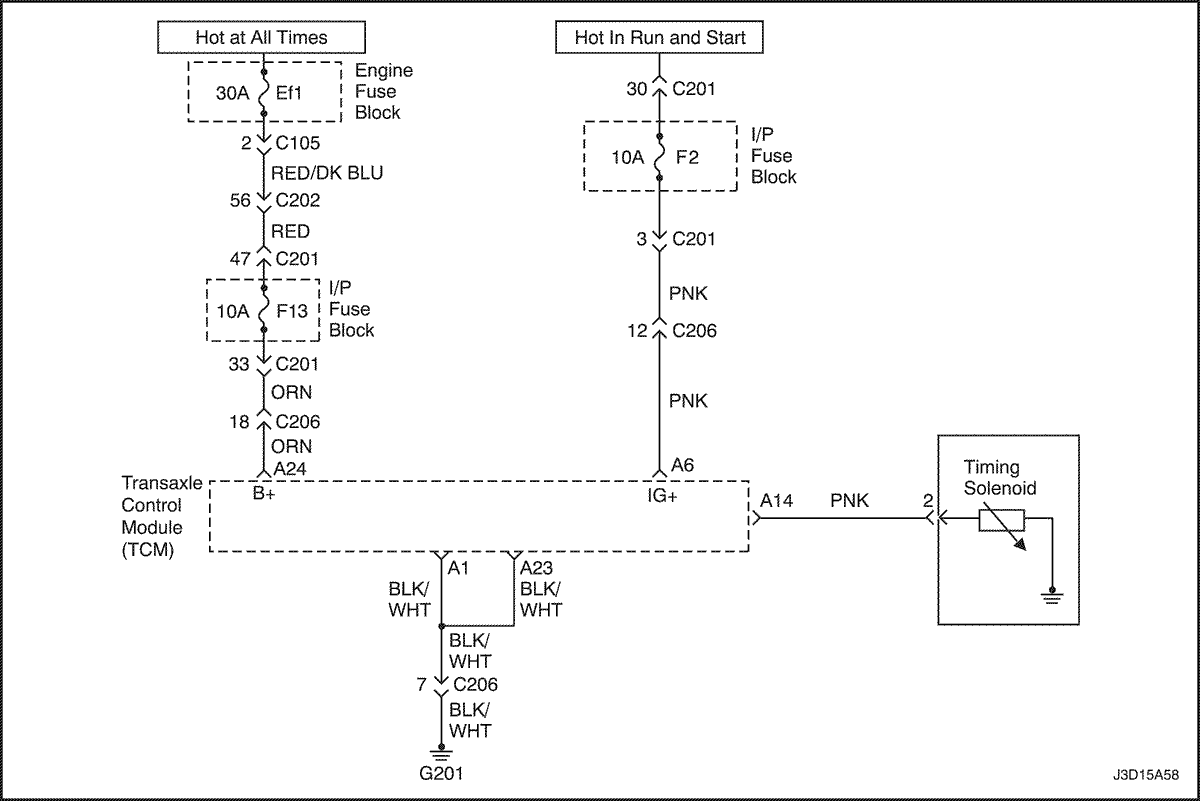 Hot at All Times
30A Ef1
Engine
Fuse
Block
2 C105
RED/DK BLU
56 C202
RED
47 C201
10A F13
I/P
Fuse
Block
33 C201
ORN
18 C206
ORN
A24
Hot In Run and Start
30 C201
10A F2
I/P
Fuse
Block
3 C201
PNK
12 C206
PNK
A6
Transaxle
Control
Module
(TCM)
B+
IG+
A14 PNK 2
Timing
Solenoid
A1
BLK/
WHT
A23
BLK/
WHT
BLK/
WHT
7 C206
BLK/
WHT
G201
J3D15A58